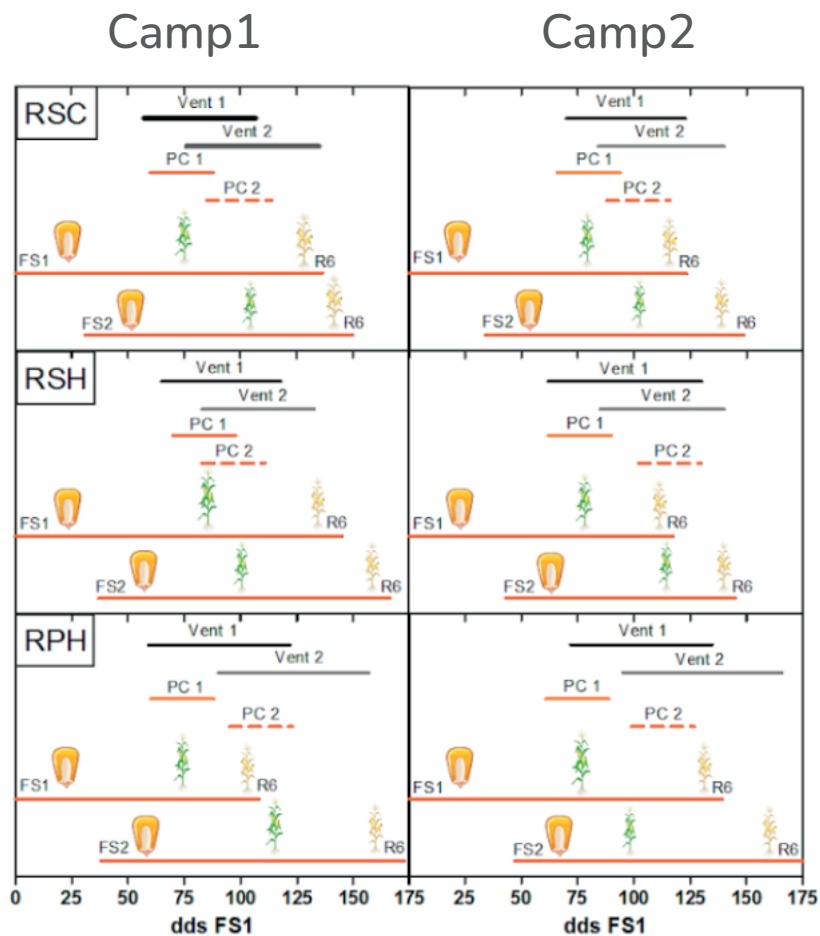 Camp1 Camp2
RSC
Vent 1
Vent 2
PC 1
PC 2
FS1
R6
FS2
R6
Vent 1
Vent 2
PC 1
PC 2
FS1
R6
FS2
R6
RSH
Vent 1
Vent 2
PC 1
PC 2
FS1
R6
FS2
R6
Vent 1
Vent 2
PC 1
PC 2
FS1
R6
FS2
R6
RPH
Vent 1
Vent 2
PC 1
PC 2
FS1
R6
FS2
R6
Vent 1
Vent 2
PC 1
PC 2
FS1
R6
FS2
R6
0 25 50 75 100 125 150 175 25 50 75 100 125 150 175
dds FS1 dds FS1